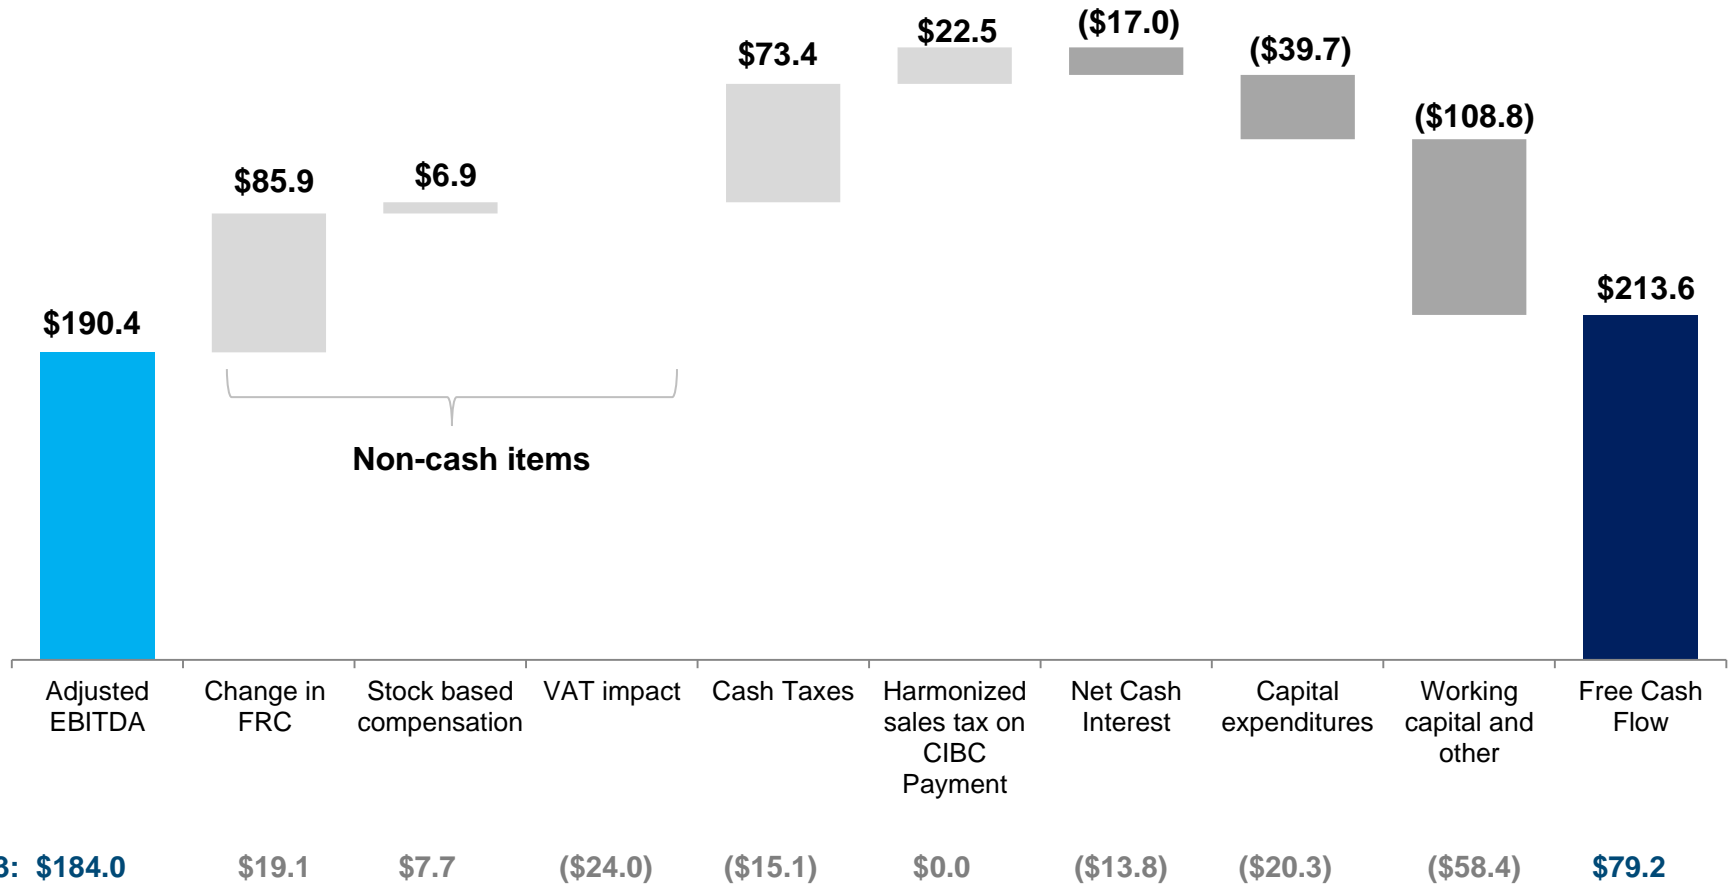 $190.4
$85.9
$6.9
$73.4
$22.5
($17.0)
($39.7)
($108.8)
$213.6
Non-cash items
Adjusted
EBITDA
Change in
FRC
Stock based
compensation
VAT impact
Cash Taxes
Harmonized
sales tax on
CIBC
Payment
Net Cash
Interest
Capital
expenditures
Working
capital and
other
Free Cash
Flow
3: $184.0 $19.1 $7.7 ($24.0) ($15.1) $0.0 ($13.8) ($20.3) ($58.4) $79.2